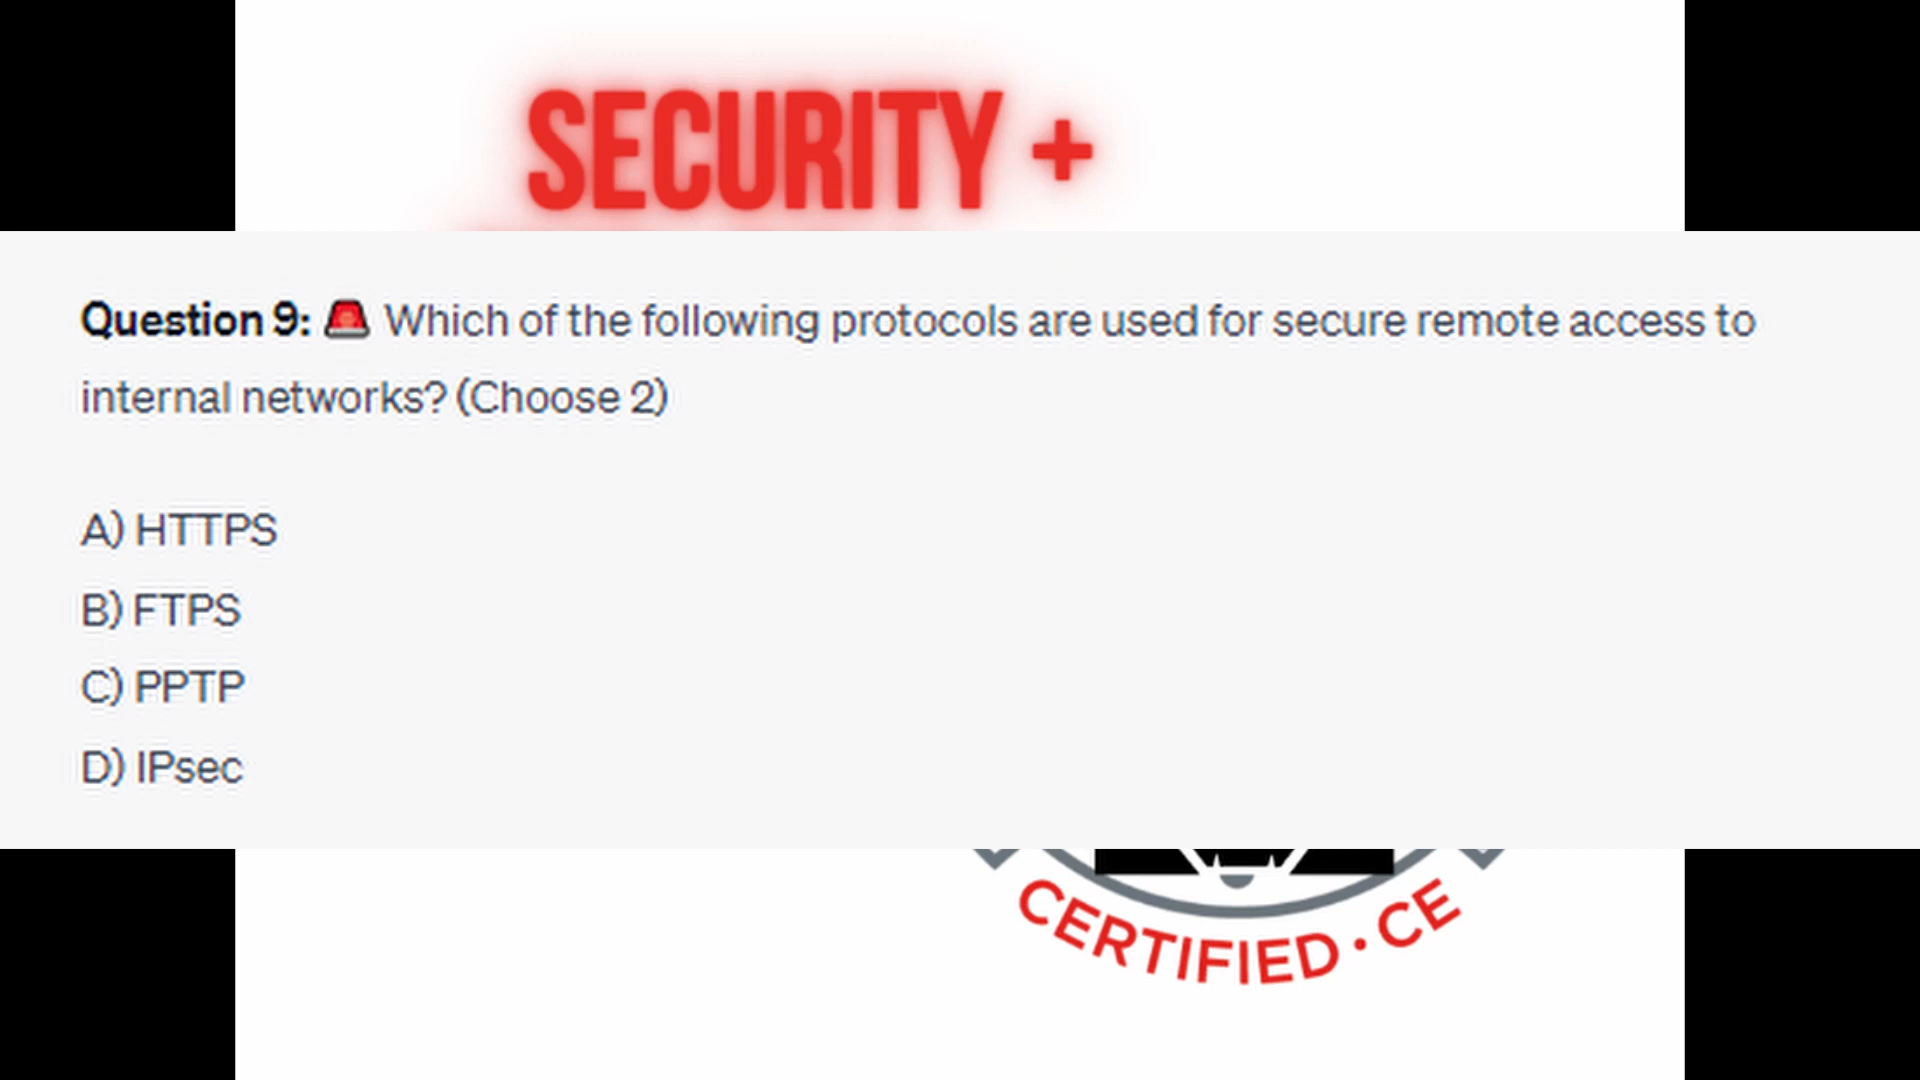 SECURITY +
Question 9: 🚨 Which of the following protocols are used for secure remote access to
internal networks? (Choose 2)
A) HTTPS
B) FTPS
C) PPTP
D) IPsec
CERTIFIED • CE